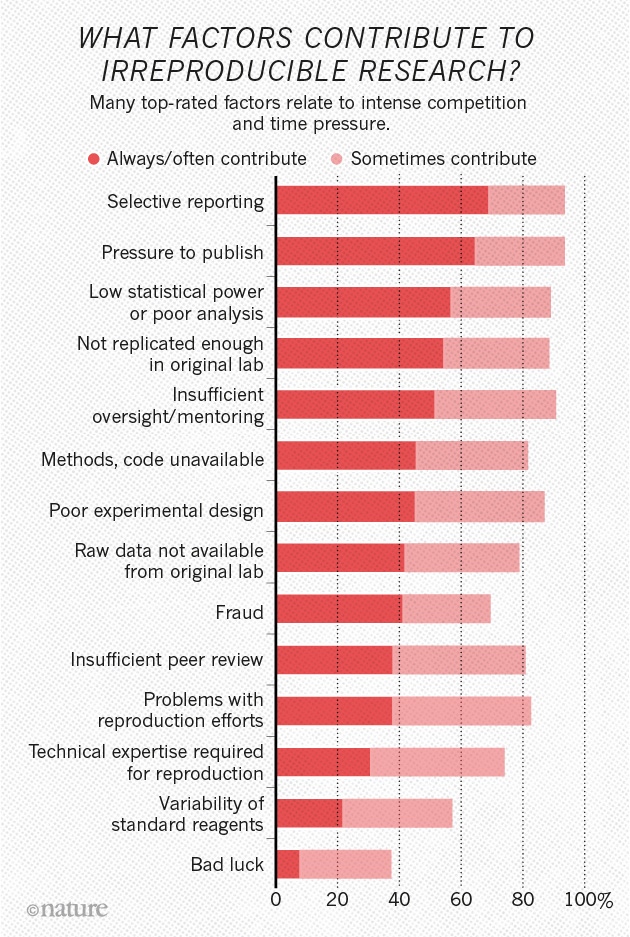 WHAT FACTORS CONTRIBUTE TO
IRREPRODUCIBLE RESEARCH?
Many top-rated factors relate to intense competition
and time pressure.
Always/often contribute
Sometimes contribute
Selective reporting
Pressure to publish
Low statistical power
or poor analysis
Not replicated enough
in original lab
Insufficient
oversight/mentoring
Methods, code unavailable
Poor experimental design
Raw data not available
from original lab
Fraud
Insufficient peer review
Problems with
reproduction efforts
Technical expertise required
for reproduction
Variability of
standard reagents
Bad luck
0 20 40 60 80 100%
©nature